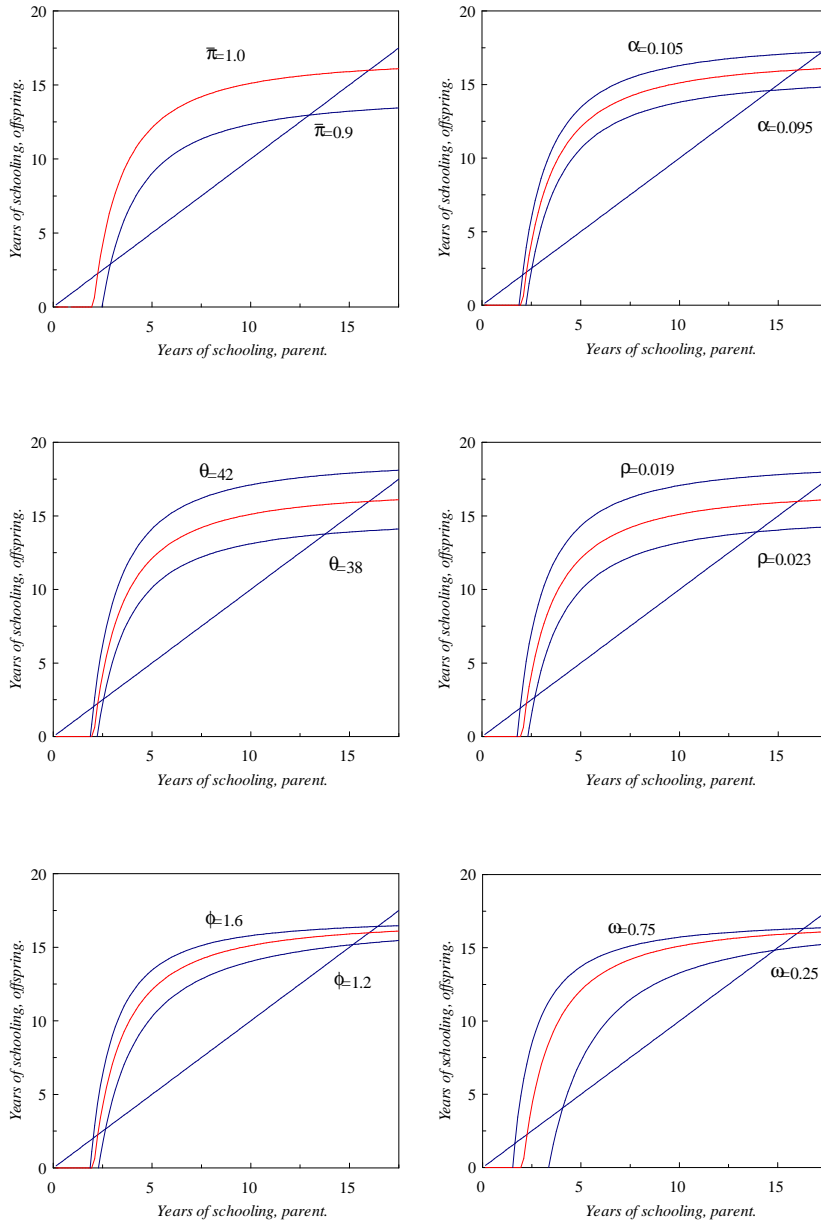 20
15
10
5
0
Years of schooling, offspring.
π̅=1.0
π̅=0.9
0 5 10 15
Years of schooling, parent.
20
15
10
5
0
Years of schooling, offspring.
α=0.105
α=0.095
0 5 10 15
Years of schooling, parent.
20
15
10
5
0
Years of schooling, offspring.
θ=42
θ=38
0 5 10 15
Years of schooling, parent.
20
15
10
5
0
Years of schooling, offspring.
ρ=0.019
ρ=0.023
0 5 10 15
Years of schooling, parent.
20
15
10
5
0
Years of schooling, offspring.
ϕ=1.6
ϕ=1.2
0 5 10 15
Years of schooling, parent.
20
15
10
5
0
Years of schooling, offspring.
ω=0.75
ω=0.25
0 5 10 15
Years of schooling, parent.